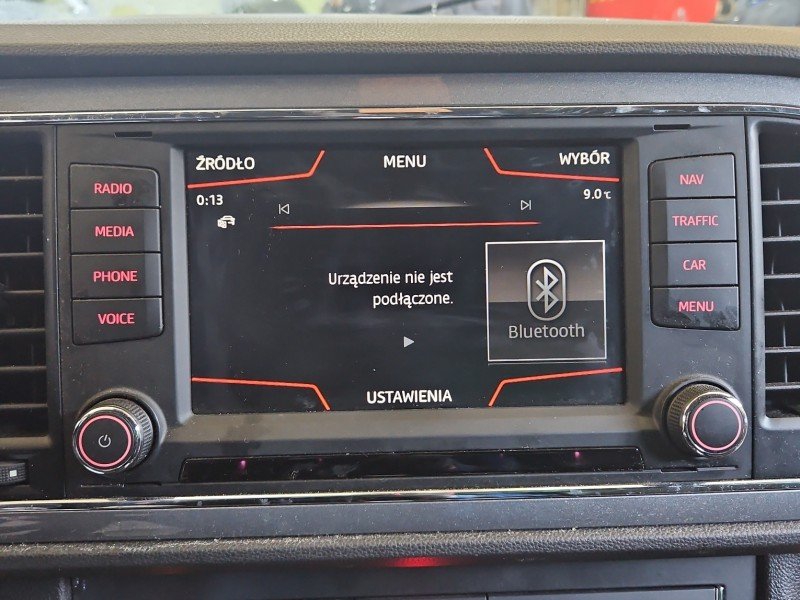 ŹRÓDŁO
MENU
WYBÓR
0:13
9.0 °C
RADIO
MEDIA
PHONE
VOICE
Urządzenie nie jest
podłączone.
Bluetooth
USTAWIENIA
NAV
TRAFFIC
CAR
MENU